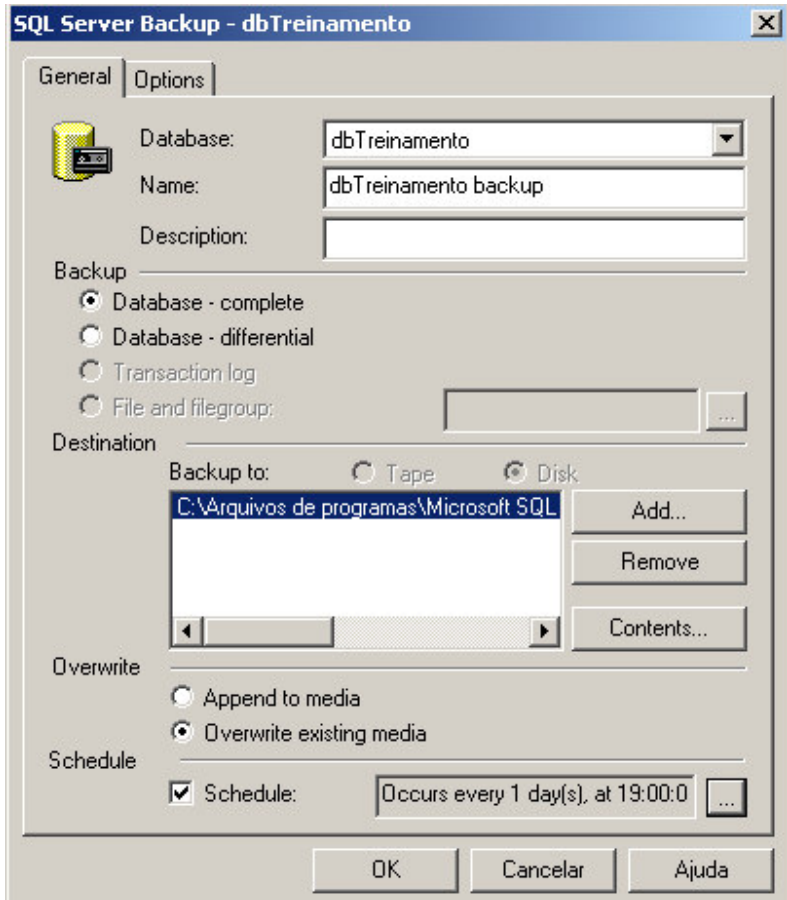 SQL Server Backup - dbTreinamento
General Options
Database: dbTreinamento
Name: dbTreinamento backup
Description:
Backup
Database - complete
Database - differential
Transaction log
File and filegroup: ...
Destination
Backup to: Tape Disk
C:\Arquivos de programas\Microsoft SQL Add...
Remove
Contents...
Overwrite
Append to media
Overwrite existing media
Schedule
Schedule: Occurs every 1 day(s), at 19:00:0 ...
OK Cancelar Ajuda